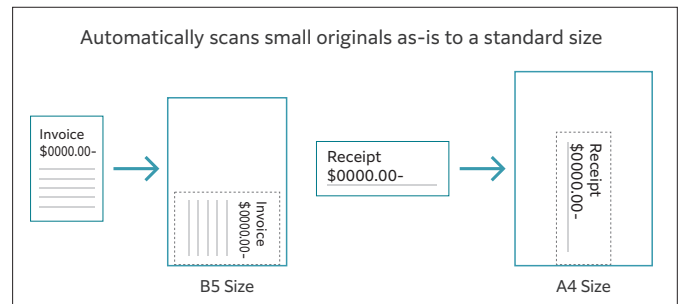 Automatically scans small originals as-is to a standard size
Invoice
$0000.00-
Invoice
$0000.00-
B5 Size
Receipt
$0000.00-
Receipt
$0000.00-
A4 Size